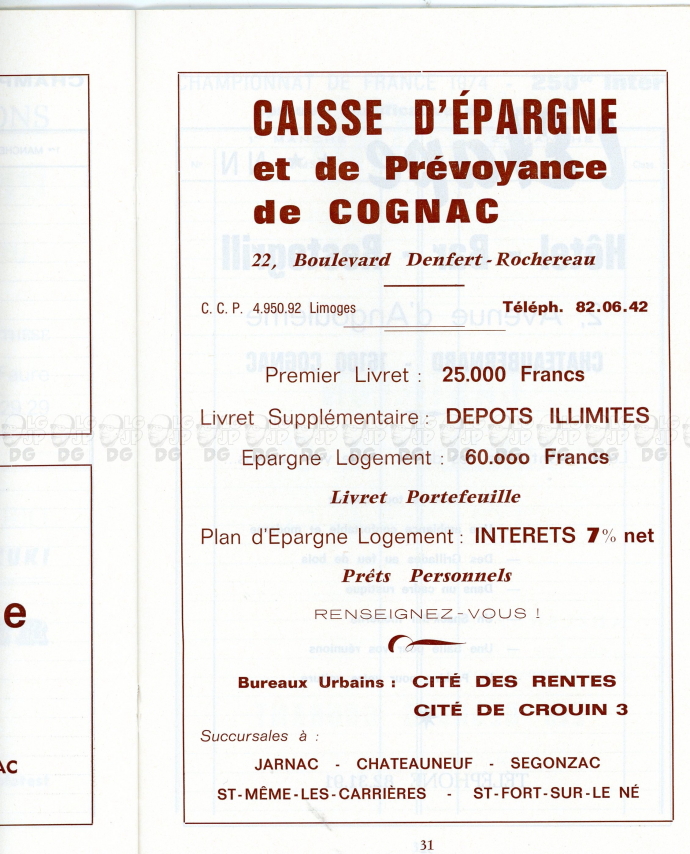 CAISSE D'ÉPARGNE
et de Prévoyance
de COGNAC
22, Boulevard Denfert-Rochereau
C. C. P. 4.950.92 Limoges Téléph. 82.06.42
Premier Livret : 25.000 Francs
Livret Supplémentaire : DEPOTS ILLIMITES
Epargne Logement : 60.ooo Francs
Livret Portefeuille
Plan d'Epargne Logement : INTERETS 7% net
Prêts Personnels
RENSEIGNEZ-VOUS !
Bureaux Urbains : CITÉ DES RENTES
CITÉ DE CROUIN 3
Succursales à :
JARNAC - CHATEAUNEUF - SEGONZAC
ST-MÊME-LES-CARRIÈRES - ST-FORT-SUR-LE NÉ
31
e
AC